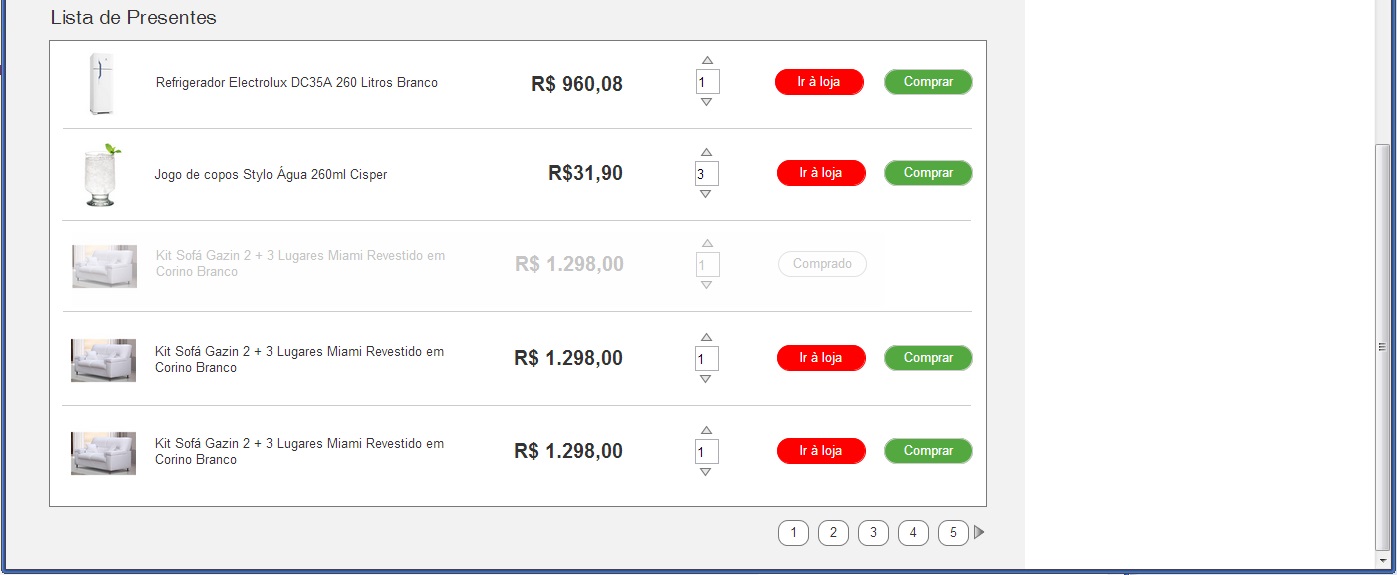 Lista de Presentes
Refrigerador Electrolux DC35A 260 Litros Branco
R$ 960,08
1
Ir à loja
Comprar
Jogo de copos Stylo Água 260ml Cisper
R$31,90
3
Ir à loja
Comprar
Kit Sofá Gazin 2 + 3 Lugares Miami Revestido em
Corino Branco
R$ 1.298,00
1
Comprado
Kit Sofá Gazin 2 + 3 Lugares Miami Revestido em
Corino Branco
R$ 1.298,00
1
Ir à loja
Comprar
Kit Sofá Gazin 2 + 3 Lugares Miami Revestido em
Corino Branco
R$ 1.298,00
1
Ir à loja
Comprar
1 2 3 4 5